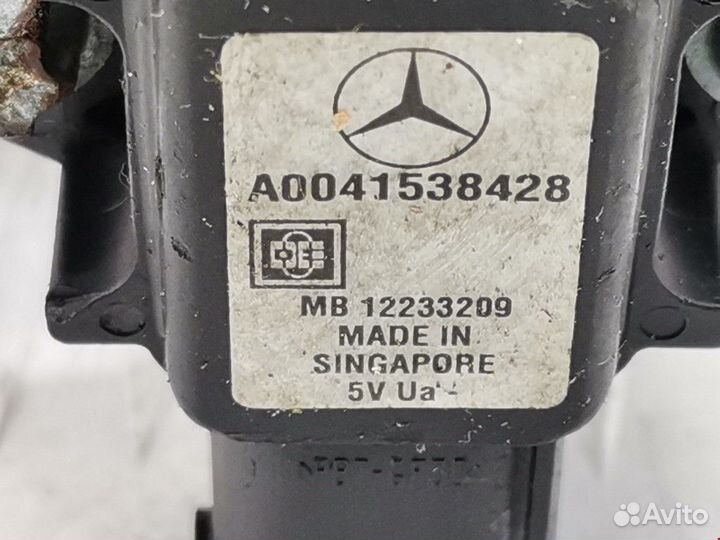 A0041538428
MB 12233209
MADE IN
SINGAPORE
5V Ua
Avito